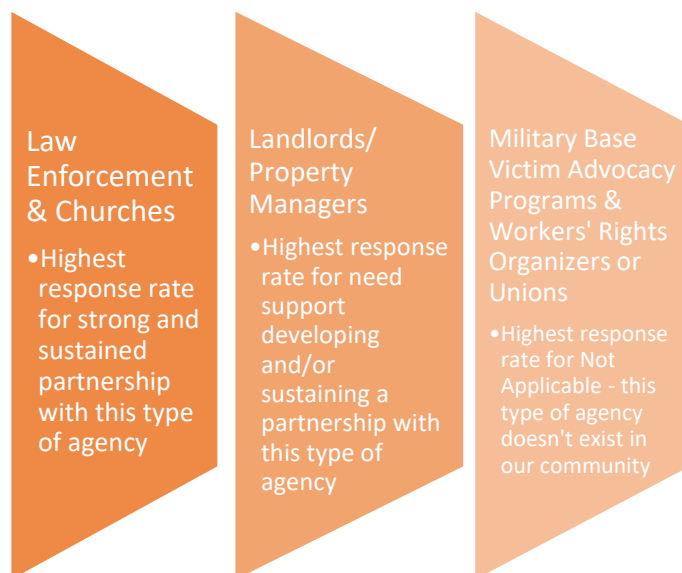 Law
Enforcement
& Churches
•Highest
response rate
for strong and
sustained
partnership
with this type
of agency
Landlords/
Property
Managers
•Highest response
rate for need
support
developing
and/or
sustaining a
partnership with
this type of
agency
Military Base
Victim Advocacy
Programs &
Workers' Rights
Organizers or
Unions
•Highest response
rate for Not
Applicable - this
type of agency
doesn't exist in
our community